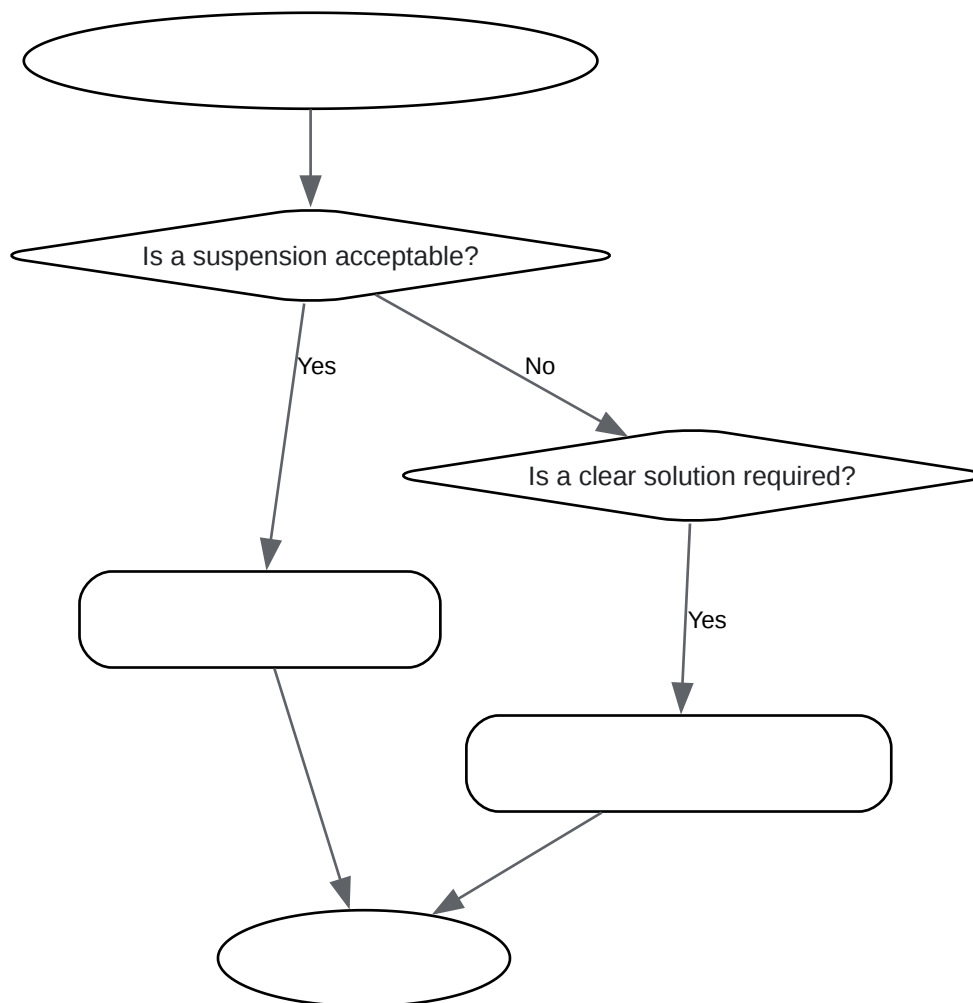 Is a suspension acceptable?
Yes
No
Is a clear solution required?
Yes